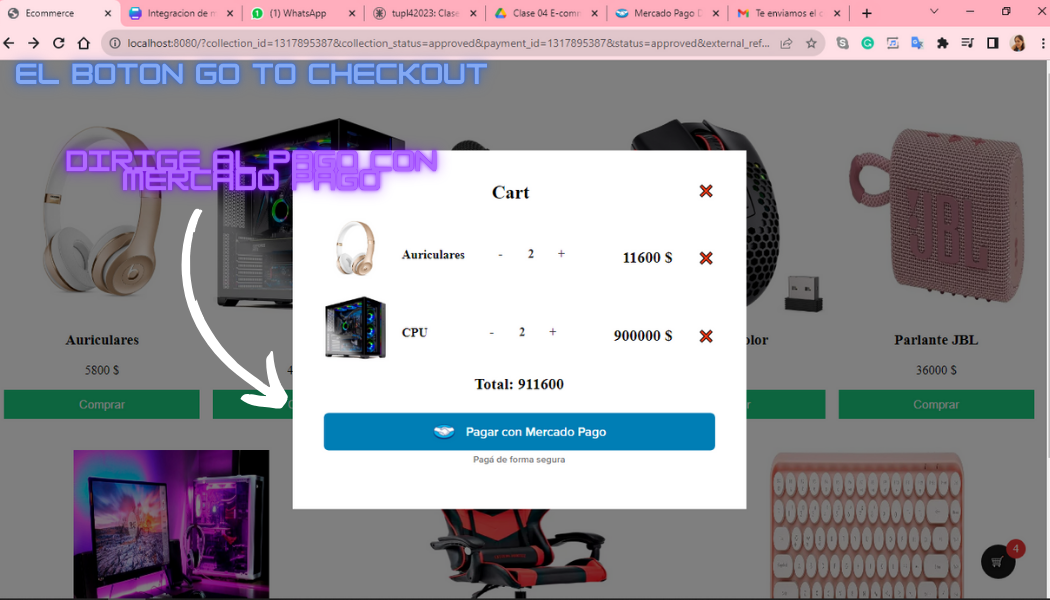 Ecommerce
Integracion de m
(1) WhatsApp
tupl42023: Clase
Clase 04 E-comm
Mercado Pago D
Te enviamos el c
localhost:8080/?collection_id=1317895387&collection_status=approved&payment_id=1317895387&status=approved&external_ref...
EL BOTON GO TO CHECKOUT
DIRIGE AL PAGO CON
MERCADO PAGO
Cart
Auriculares - 2 + 11600 $
CPU - 2 + 900000 $
Total: 911600
Pagar con Mercado Pago
Pagá de forma segura
Auriculares
5800 $
Comprar
olor
Parlante JBL
36000 $
Comprar
JBL
4